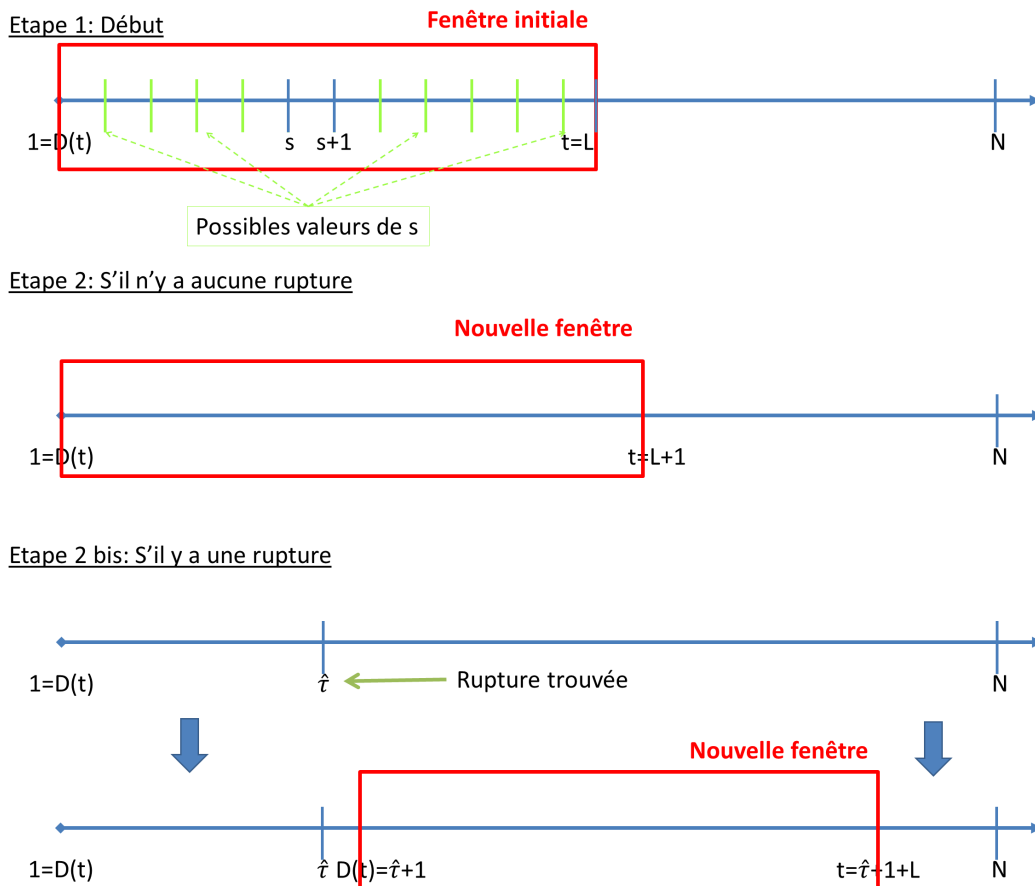 Etape 1: Début
Fenêtre initiale
1=D(t)
s
s+1
t=L
N
Possibles valeurs de s
Etape 2: S'il n'y a aucune rupture
Nouvelle fenêtre
1=D(t)
t=L+1
N
Etape 2 bis: S'il y a une rupture
1=D(t)
τ̂
Rupture trouvée
N
Nouvelle fenêtre
1=D(t)
τ̂
D(t)=τ̂+1
t=τ̂+1+L
N